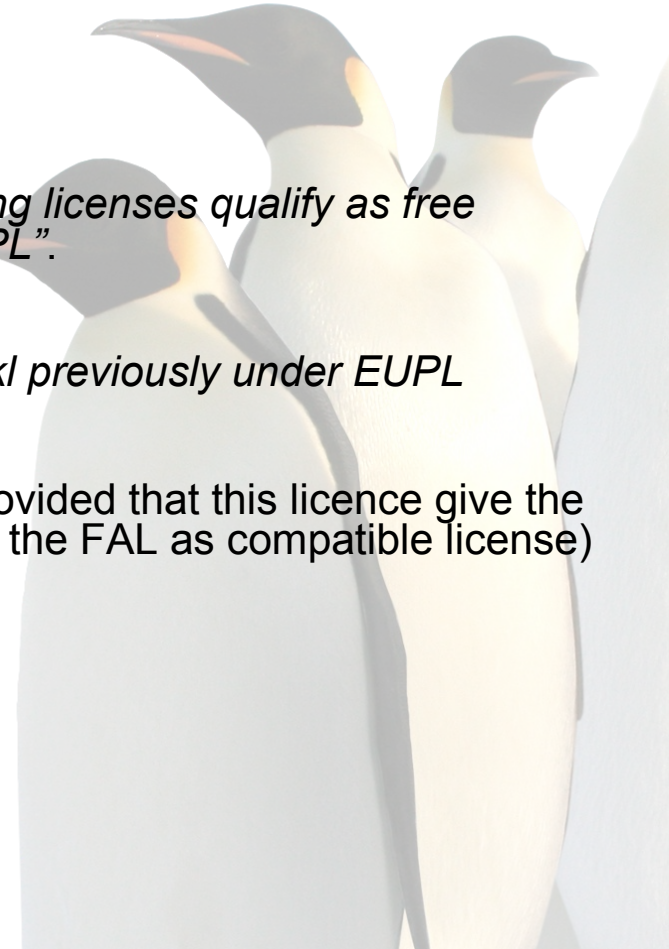 ng licenses qualify as free
PL”.
kl previously under EUPL
ovided that this licence give the
the FAL as compatible license)